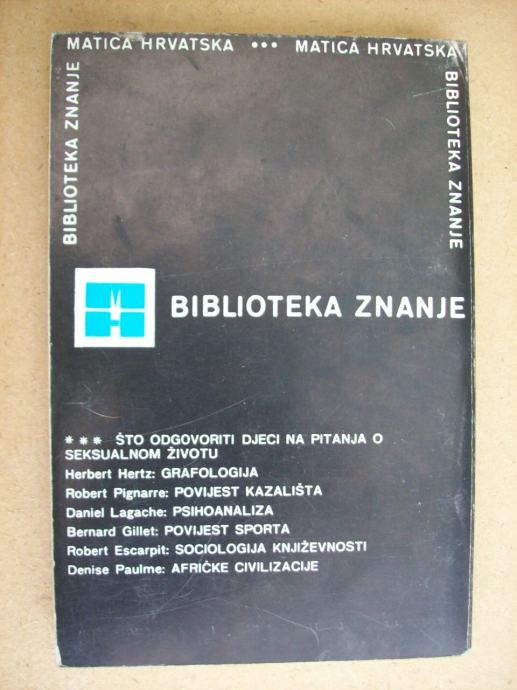 MATICA HRVATSKA ••• MATICA HRVATSKA
BIBLIOTEKA ZNANJE
BIBLIOTEKA ZNANJE
BIBLIOTEKA ZNANJE
*** ŠTO ODGOVORITI DJECI NA PITANJA O
SEKSUALNOM ŽIVOTU
Herbert Hertz: GRAFOLOGIJA
Robert Pignarre: POVIJEST KAZALIŠTA
Daniel Lagache: PSIHOANALIZA
Bernard Gillet: POVIJEST SPORTA
Robert Escarpit: SOCIOLOGIJA KNJIŽEVNOSTI
Denise Paulme: AFRIČKE CIVILIZACIJE